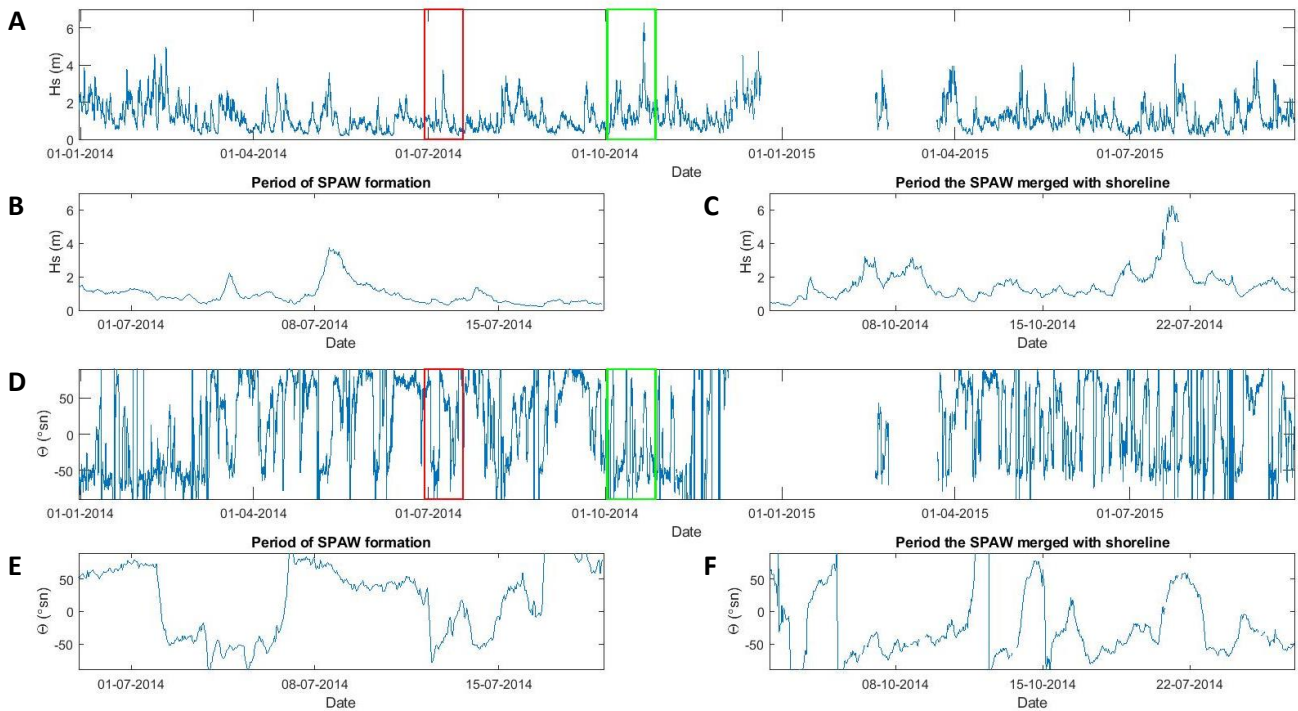 A
Hs (m)
6
4
2
0
01-01-2014 01-04-2014 01-07-2014 01-10-2014 01-01-2015 01-04-2015 01-07-2015
Date
Period of SPAW formation
B
Hs (m)
6
4
2
0
01-07-2014 08-07-2014 15-07-2014
Date
Period the SPAW merged with shoreline
C
Hs (m)
6
4
2
0
08-10-2014 15-10-2014 22-07-2014
Date
D
Θ (°sn)
50
0
-50
01-01-2014 01-04-2014 01-07-2014 01-10-2014 01-01-2015 01-04-2015 01-07-2015
Date
Period of SPAW formation
E
Θ (°sn)
50
0
-50
01-07-2014 08-07-2014 15-07-2014
Date
Period the SPAW merged with shoreline
F
Θ (°sn)
50
0
-50
08-10-2014 15-10-2014 22-07-2014
Date